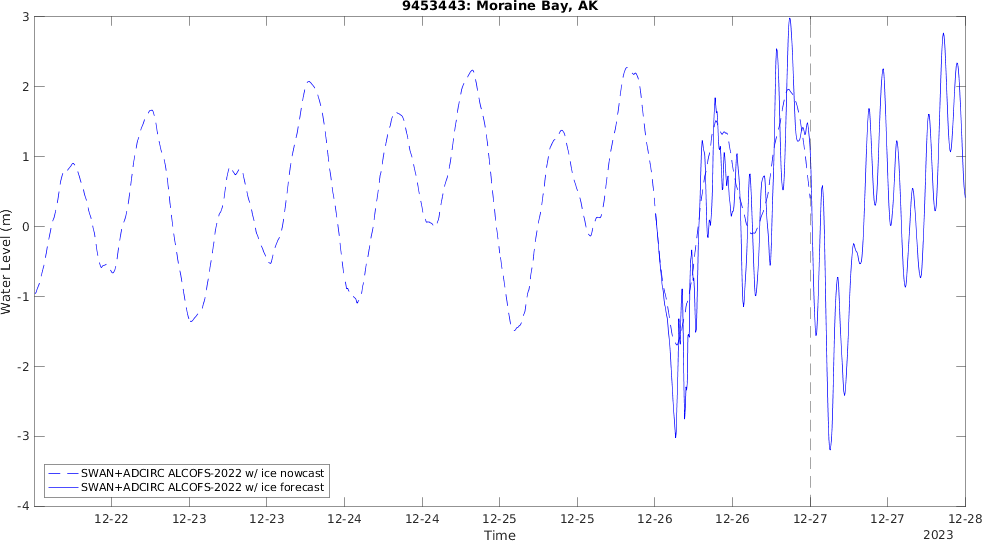 9453443: Moraine Bay, AK
3
2
1
0
-1
-2
-3
-4
Water Level (m)
SWAN+ADCIRC ALCOFS-2022 w/ ice nowcast
SWAN+ADCIRC ALCOFS-2022 w/ ice forecast
12-22 12-23 12-23 12-24 12-24 12-25 12-25 12-26 12-26 12-27 12-27 12-28
Time
2023